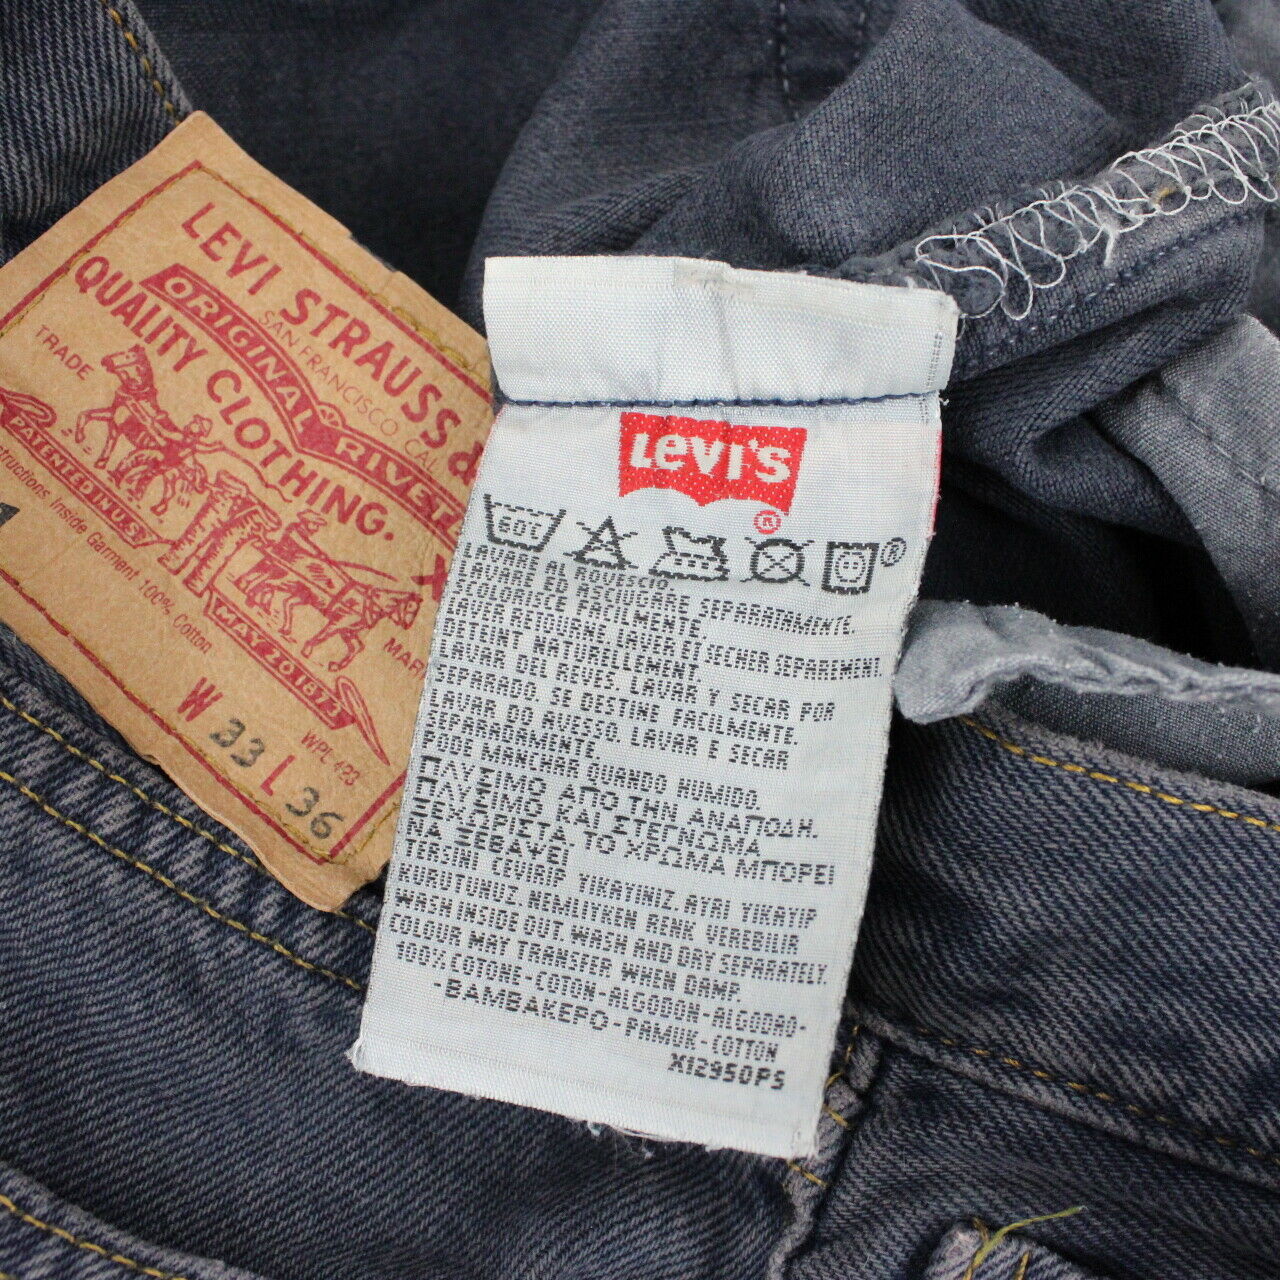 LEVI STRAUSS &
SAN FRANCISCO CAL
ORIGINAL RIVET
QUALITY CLOTHING.
TRADE
MAR
PATENTED IN U.S
MAY 20 1873
Inside Garment 100% Cotton
WPL 423
W 33 L 36
LEVI'S
®
60C
LAVARE AL ROVESCIO.
LAVARE ED ASCIUGARE SEPARATAMENTE.
SCOLORISCE FACILMENTE.
LAVER RETOURNE, LAVER ET SECHER SEPAREMENT.
DETEINT NATURELLEMENT.
LAVAR DEL REVES. LAVAR Y SECAR POR
SEPARADO. SE DESTINE FACILMENTE.
LAVAR DO AVESSO. LAVAR E SECAR
SEPARADAMENTE.
PODE MANCHAR QUANDO HUMIDO.
ΠΛΥΣΙΜΟ ΑΠΟ ΤΗΝ ΑΝΑΠΟΔΗ.
ΠΛΥΣΙΜΟ, ΚΑΙ ΣΤΕΓΝΩΜΑ
ΞΕΧΩΡΙΣΤΑ ΤΟ ΧΡΩΜΑ ΜΠΟΡΕΙ
ΝΑ ΞΕΒΑΨΕΙ
TERSINI, CEVIRIP YIKAYINIZ. AYRI YIKAYIP
KURUTUNUZ. NEMLITKEN RENK VEREBILIR
WASH INSIDE OUT. WASH AND DRY SEPARATELY.
COLOUR MAY TRANSFER WHEN DAMP.
100% COTONE-COTON-ALGODON-ALGODAO-
-BAMBAKEPO-PAMUK-COTTON
X12950PS